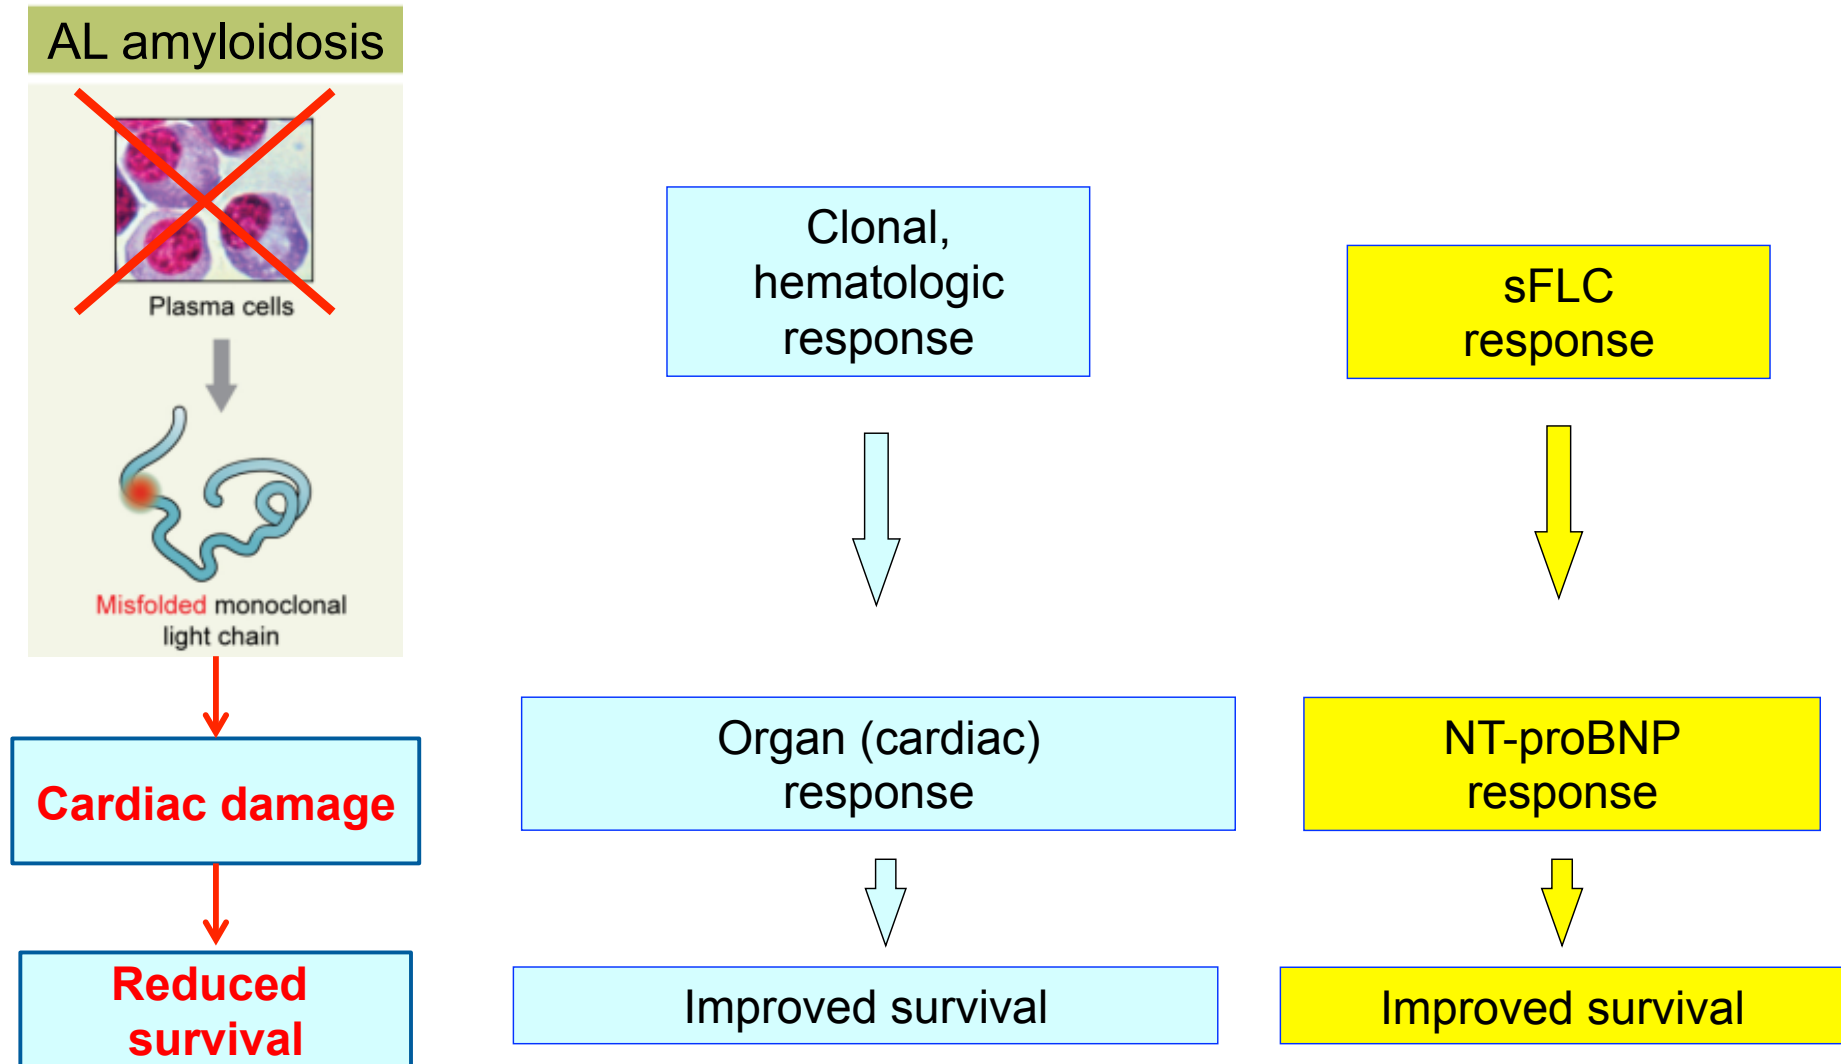 AL amyloidosis
Plasma cells
Misfolded monoclonal
light chain
Cardiac damage
Reduced
survival
Clonal,
hematologic
response
Organ (cardiac)
response
Improved survival
sFLC
response
NT-proBNP
response
Improved survival